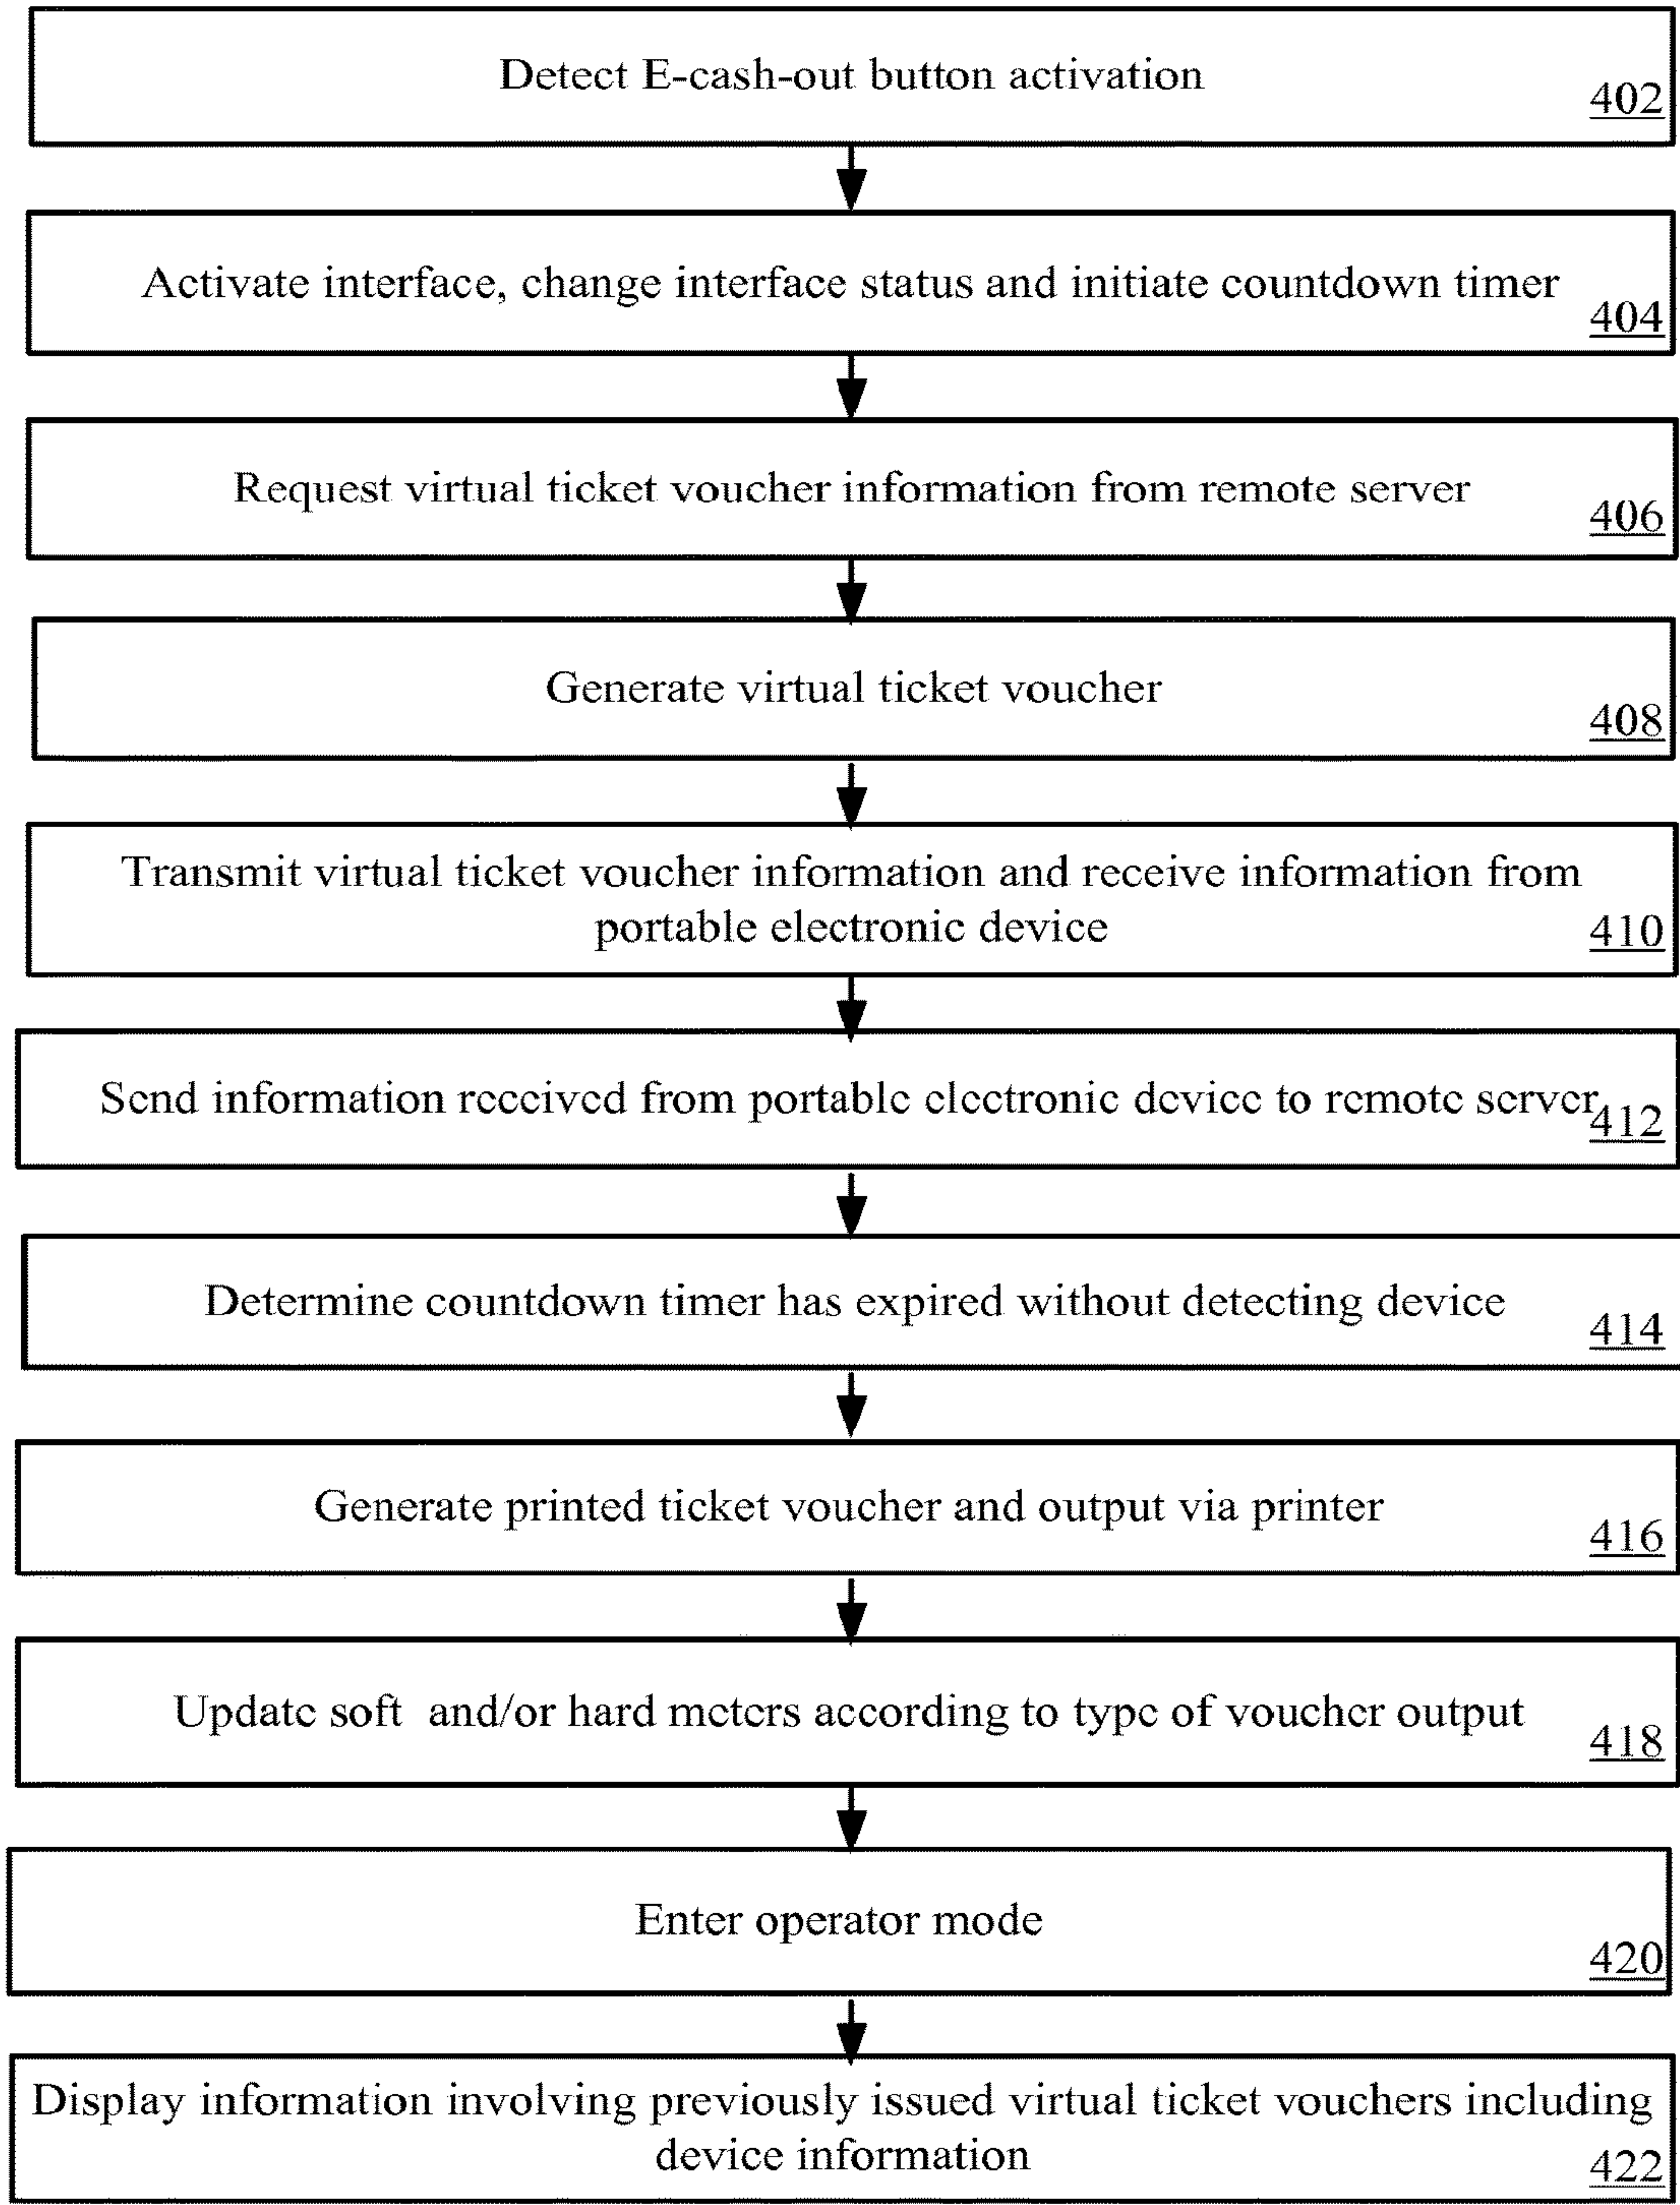 Detect E-cash-out button activation
402
Activate interface, change interface status and initiate countdown timer
404
Request virtual ticket voucher information from remote server
406
Generate virtual ticket voucher
408
Transmit virtual ticket voucher information and receive information from
portable electronic device
410
Send information received from portable electronic device to remote server
412
Determine countdown timer has expired without detecting device
414
Generate printed ticket voucher and output via printer
416
Update soft and/or hard meters according to type of voucher output
418
Enter operator mode
420
Display information involving previously issued virtual ticket vouchers including
device information
422